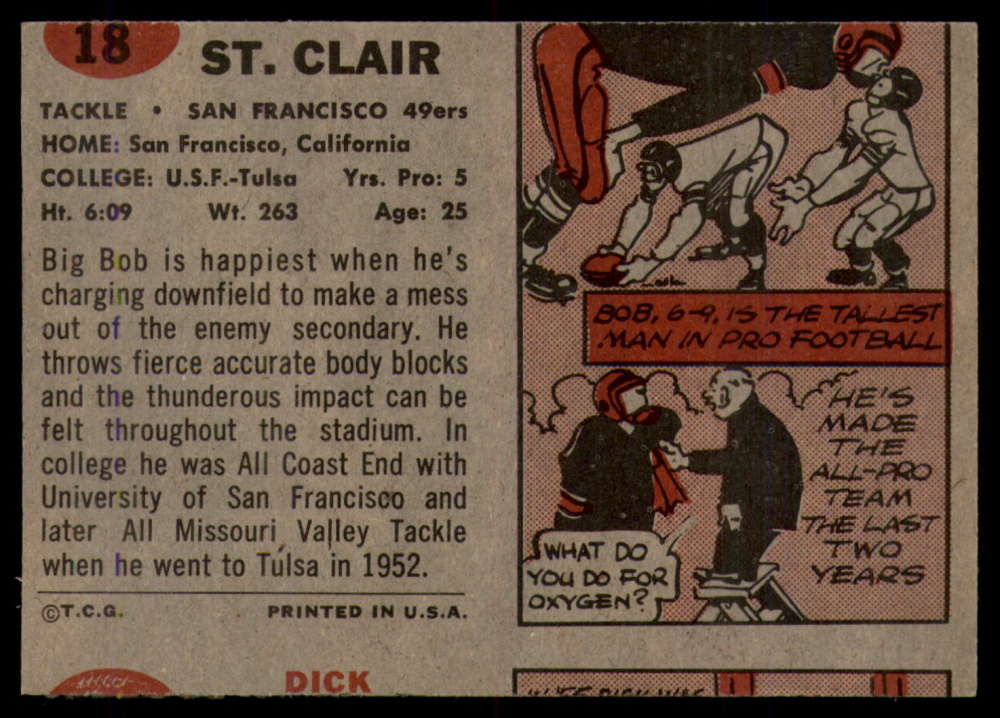 18
ST. CLAIR
TACKLE • SAN FRANCISCO 49ers
HOME: San Francisco, California
COLLEGE: U.S.F.-Tulsa Yrs. Pro: 5
Ht. 6:09 Wt. 263 Age: 25
Big Bob is happiest when he's
charging downfield to make a mess
out of the enemy secondary. He
throws fierce accurate body blocks
and the thunderous impact can be
felt throughout the stadium. In
college he was All Coast End with
University of San Francisco and
later All Missouri Valley Tackle
when he went to Tulsa in 1952.
©T.C.G. PRINTED IN U.S.A.
DICK
BOB, 6-9, IS THE TALLEST
MAN IN PRO FOOTBALL
HE'S
MADE
THE
ALL-PRO
TEAM
THE LAST
TWO
YEARS
WHAT DO
YOU DO FOR
OXYGEN?